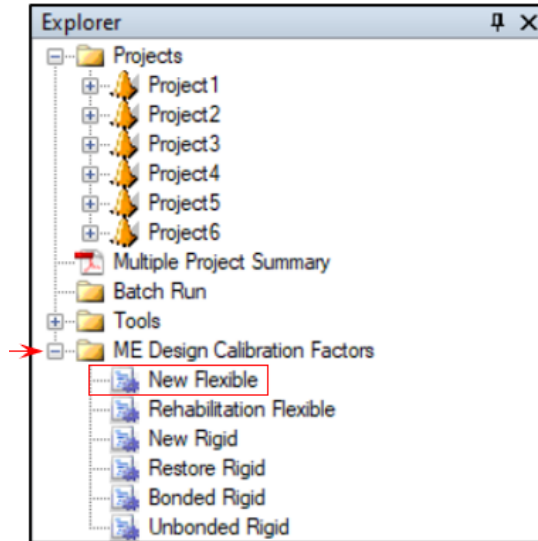 Explorer
Projects
Project1
Project2
Project3
Project4
Project5
Project6
Multiple Project Summary
Batch Run
Tools
ME Design Calibration Factors
New Flexible
Rehabilitation Flexible
New Rigid
Restore Rigid
Bonded Rigid
Unbonded Rigid